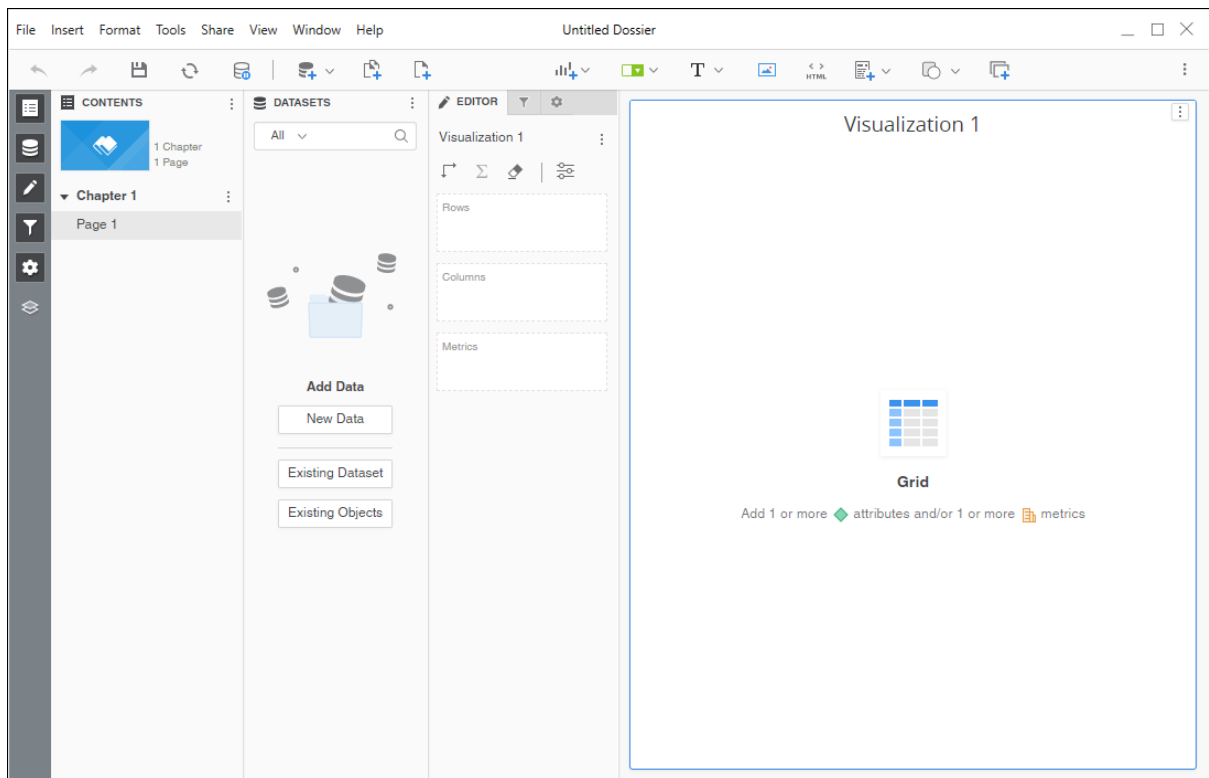 File Insert Format Tools Share View Window Help Untitled Dossier
T HTML
CONTENTS
1 Chapter
1 Page
Chapter 1
Page 1
DATASETS
All
Add Data
New Data
Existing Dataset
Existing Objects
EDITOR
Visualization 1
Σ
Rows
Columns
Metrics
Visualization 1
Grid
Add 1 or more attributes and/or 1 or more metrics